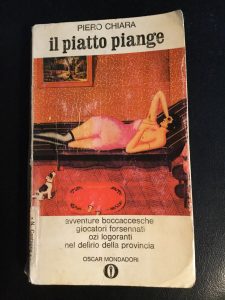 PIERO CHIARA
il piatto piange
avventure boccaccesche
giocatori forsennati
ozi logoranti
nel delirio della provincia
OSCAR MONDADORI